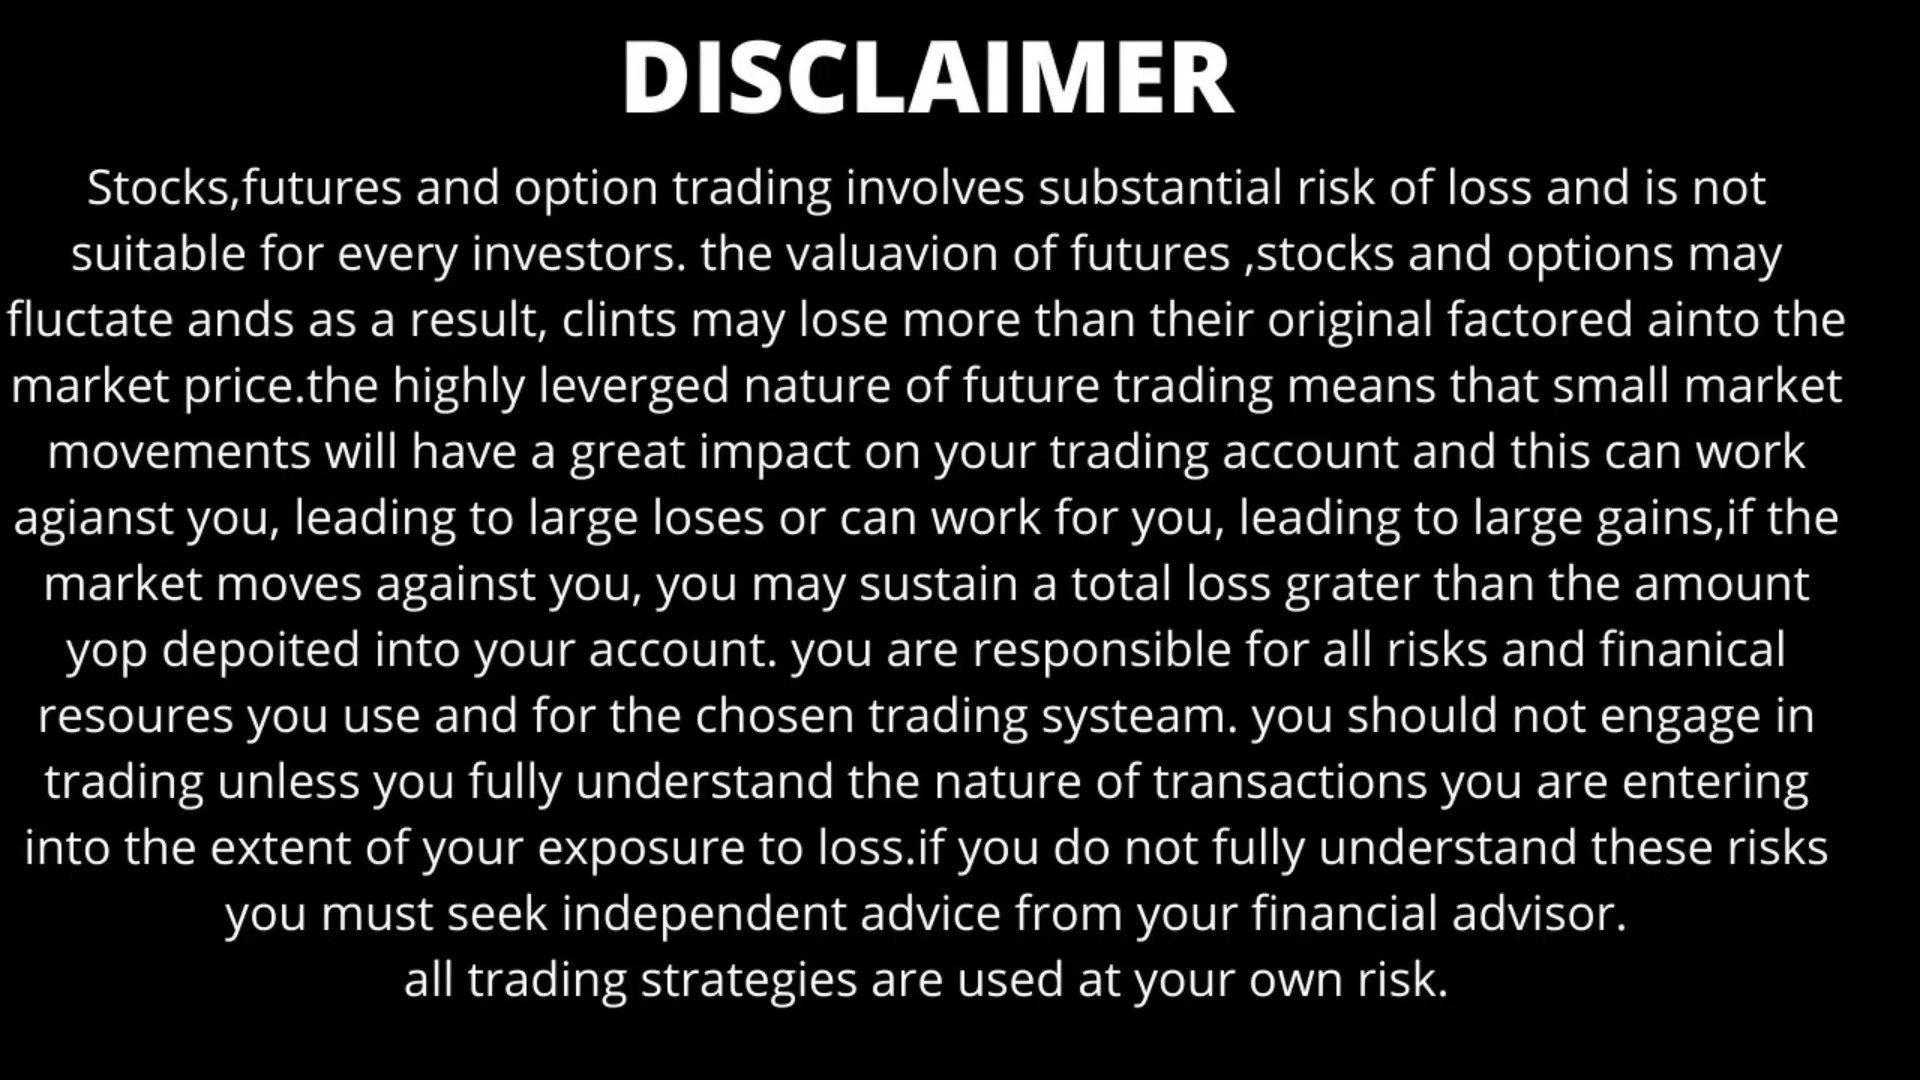 DISCLAIMER
Stocks,futures and option trading involves substantial risk of loss and is not
suitable for every investors. the valuavion of futures ,stocks and options may
fluctate ands as a result, clints may lose more than their original factored ainto the
market price.the highly leverged nature of future trading means that small market
movements will have a great impact on your trading account and this can work
agianst you, leading to large loses or can work for you, leading to large gains,if the
market moves against you, you may sustain a total loss grater than the amount
yop depoited into your account. you are responsible for all risks and finanical
resoures you use and for the chosen trading systeam. you should not engage in
trading unless you fully understand the nature of transactions you are entering
into the extent of your exposure to loss.if you do not fully understand these risks
you must seek independent advice from your financial advisor.
all trading strategies are used at your own risk.